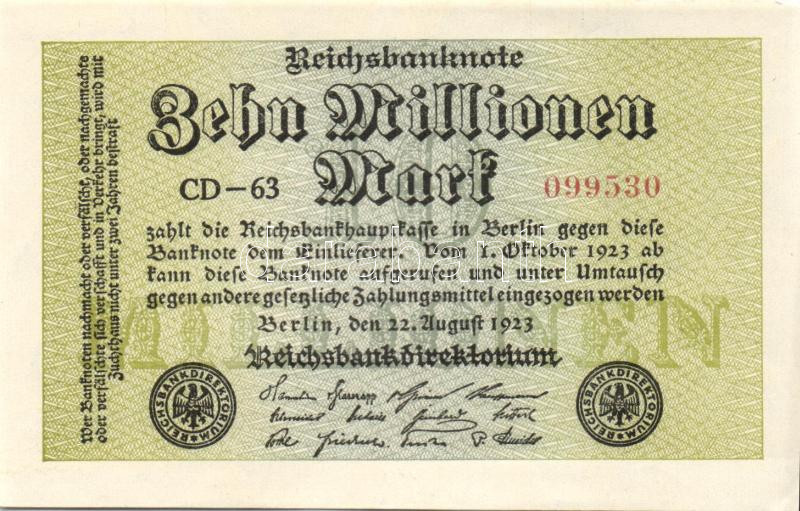 Reichsbanknote
Zehn Millionen
CD-63 Mark 099530
zahlt die Reichsbankhauptkasse in Berlin gegen diese
Banknote dem Einlieferer. Vom 1. Oktober 1923 ab
kann diese Banknote aufgerufen und unter Umtausch
gegen andere gesetzliche Zahlungsmittel eingezogen werden
Berlin, den 22. August 1923
Reichsbankdirektorium
REICHSBANKDIREKTORIUM
REICHSBANKDIREKTORIUM
Wer Banknoten nachmacht oder verfälscht, oder nachgemachte
oder verfälschte sich verschafft und in Verkehr bringt, wird mit
Zuchthaus nicht unter zwei Jahren bestraft